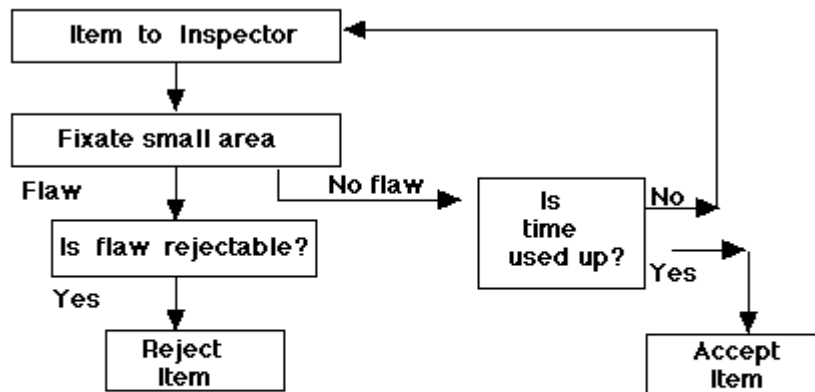 Item to Inspector
Fixate small area
Flaw
No flaw
Is
time
used up?
No
Yes
Is flaw rejectable?
Yes
Reject
Item
Accept
Item